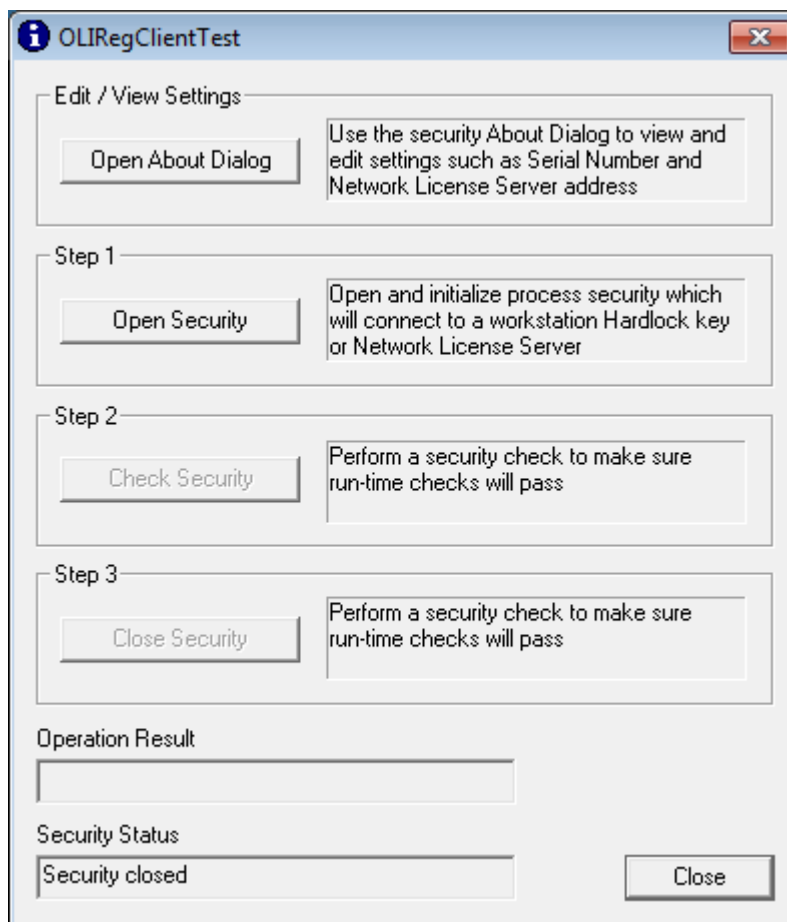 OLIRegClientTest
Edit / View Settings
Open About Dialog
Use the security About Dialog to view and
edit settings such as Serial Number and
Network License Server address
Step 1
Open Security
Open and initialize process security which
will connect to a workstation Hardlock key
or Network License Server
Step 2
Check Security
Perform a security check to make sure
run-time checks will pass
Step 3
Close Security
Perform a security check to make sure
run-time checks will pass
Operation Result
Security Status
Security closed
Close